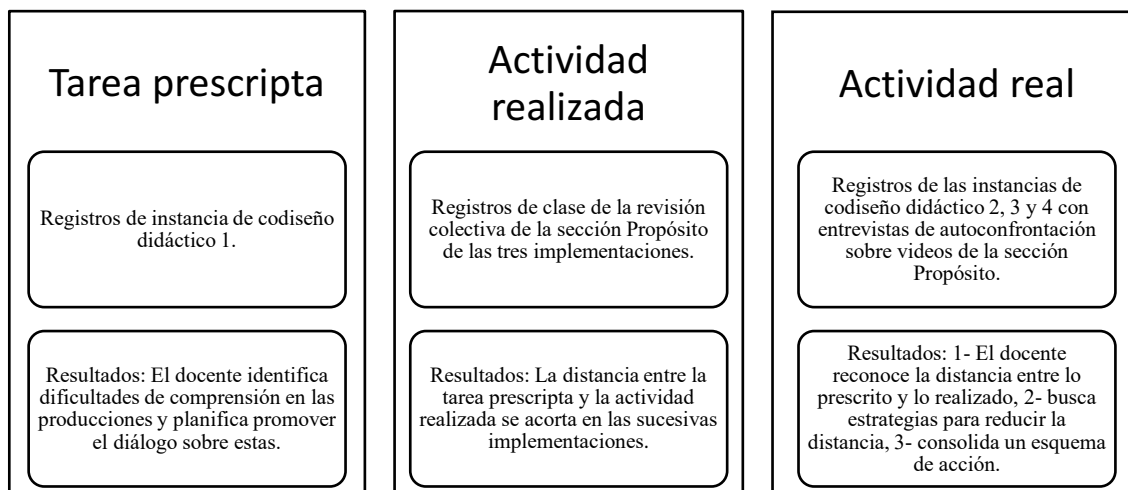 Tarea prescripta
Registros de instancia de codiseño
didáctico 1.
Resultados: El docente identifica
dificultades de comprensión en las
producciones y planifica promover
el diálogo sobre estas.
Actividad
realizada
Registros de clase de la revisión
colectiva de la sección Propósito
de las tres implementaciones.
Resultados: La distancia entre la
tarea prescripta y la actividad
realizada se acorta en las sucesivas
implementaciones.
Actividad real
Registros de las instancias de
codiseño didáctico 2, 3 y 4 con
entrevistas de autoconfrontación
sobre videos de la sección
Propósito.
Resultados: 1- El docente
reconoce la distancia entre lo
prescrito y lo realizado, 2- busca
estrategias para reducir la
distancia, 3- consolida un esquema
de acción.